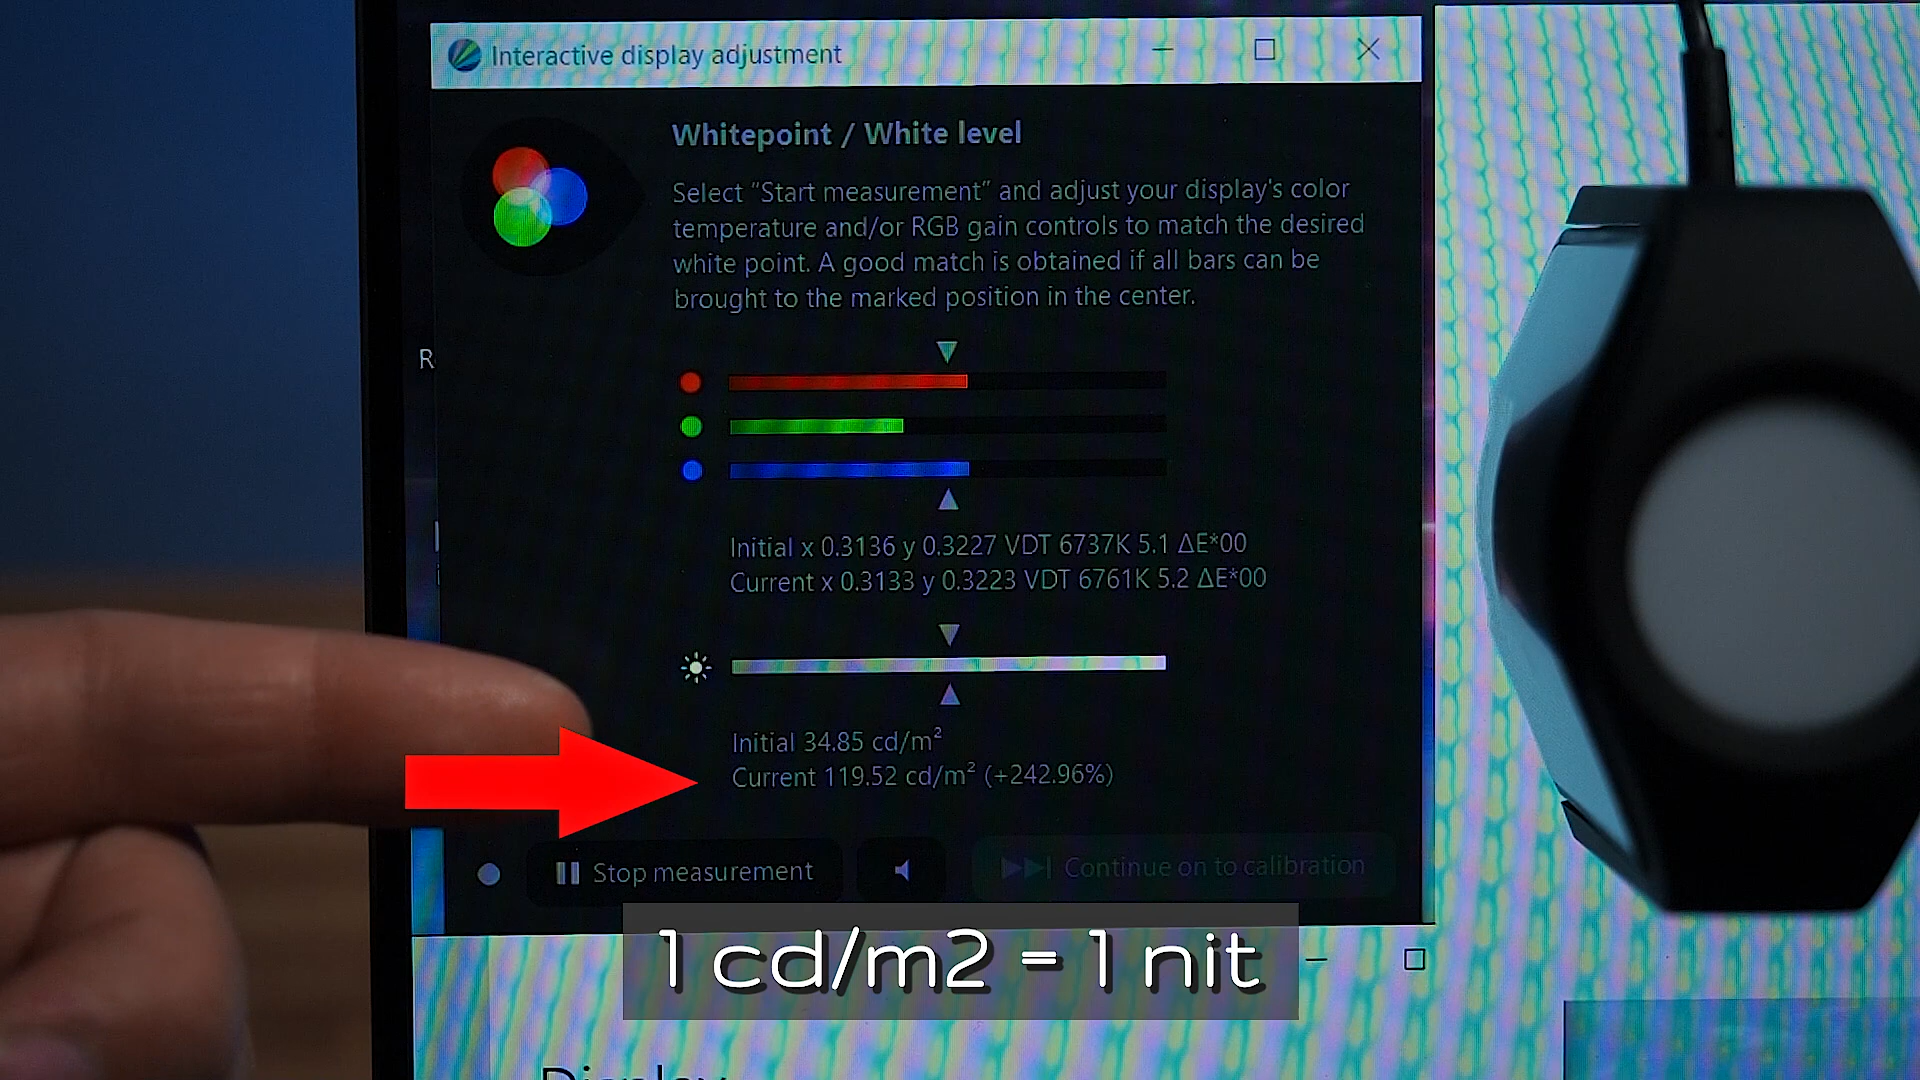 Interactive display adjustment
Whitepoint / White level
Select “Start measurement” and adjust your display's color
temperature and/or RGB gain controls to match the desired
white point. A good match is obtained if all bars can be
brought to the marked position in the center.
R
Initial x 0.3136 y 0.3227 VDT 6737K 5.1 ΔE*00
Current x 0.3133 y 0.3223 VDT 6761K 5.2 ΔE*00
Initial 34.85 cd/m²
Current 119.52 cd/m² (+242.96%)
Stop measurement
Continue on to calibration
1 cd/m2 = 1 nit
Display